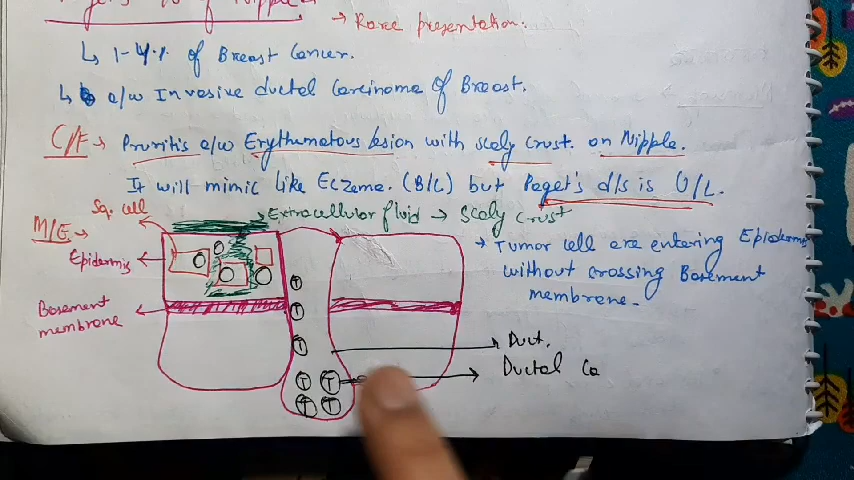 of Nipple
→ Rare presentation.
↳ 1-4% of Breast Cancer.
↳ a/w Invasive ductal Carcinoma of Breast.
C/F → Pruritis a/w Erythematous lesion with scaly crust on Nipple.
It will mimic like Eczema. (B/L) but Paget's d/s is U/L.
M/E →
Sq. cell
Extracellular fluid → Scaly crust
Epidermis
Basement
membrane
→ Tumor cell are entering Epidermis
without crossing Basement
membrane.
T
T
T
T T
T T
Duct.
Ductal Ca